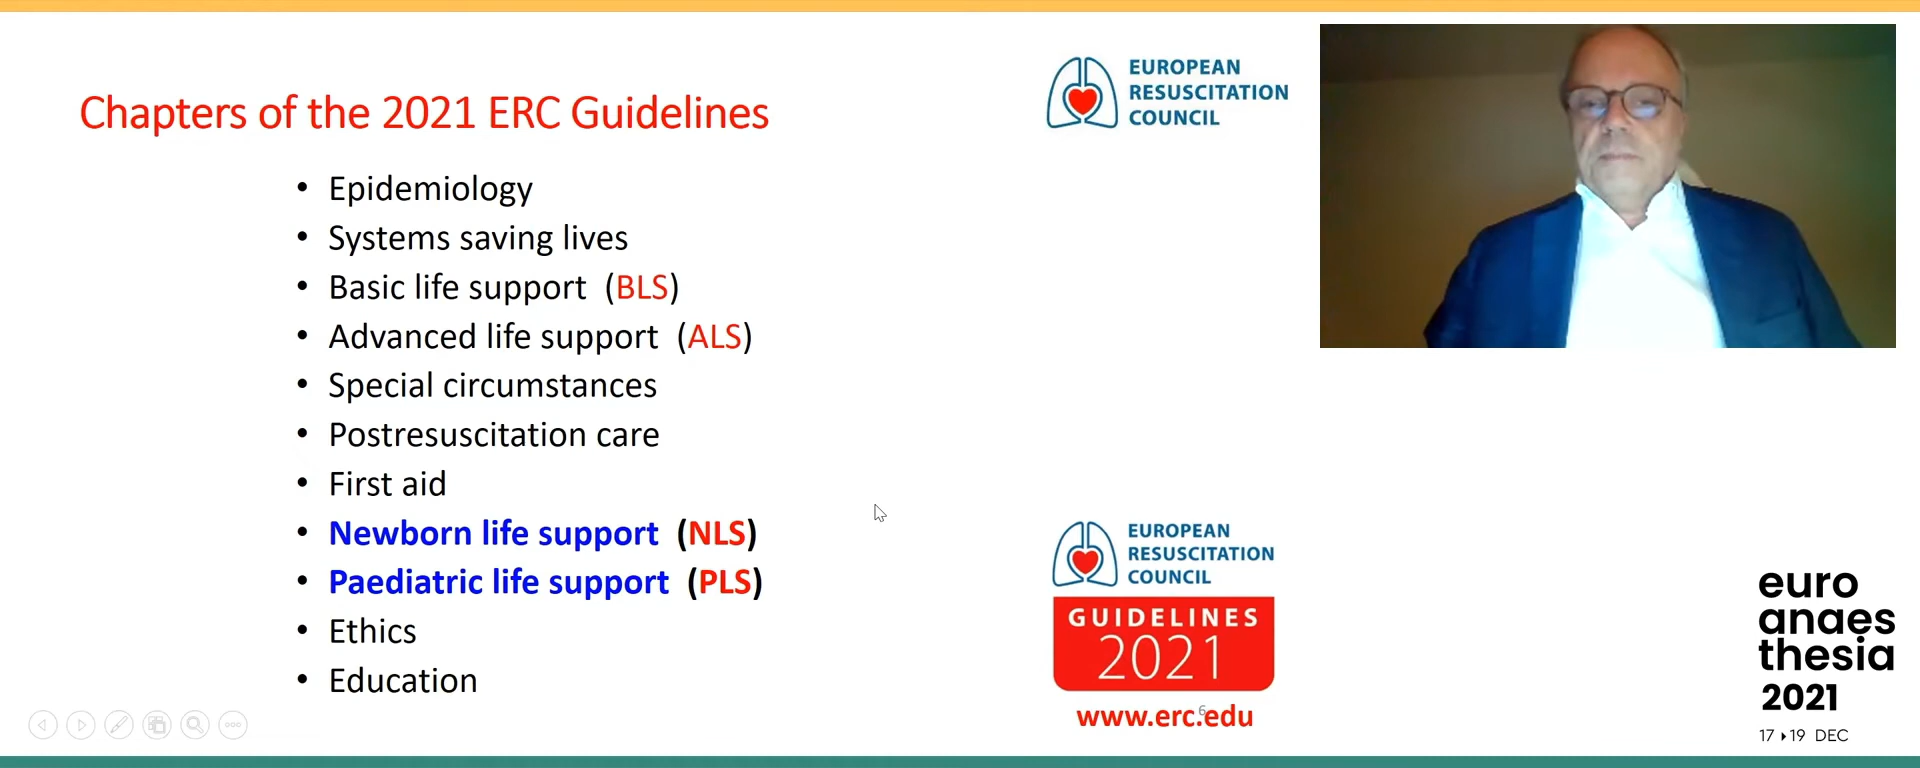 Chapters of the 2021 ERC Guidelines
EUROPEAN
RESUSCITATION
COUNCIL
• Epidemiology
• Systems saving lives
• Basic life support (BLS)
• Advanced life support (ALS)
• Special circumstances
• Postresuscitation care
• First aid
• Newborn life support (NLS)
• Paediatric life support (PLS)
• Ethics
• Education
EUROPEAN
RESUSCITATION
COUNCIL
GUIDELINES
2021
www.erc.edu
6
euro
anaes
thesia
2021
17 ▸ 19 DEC